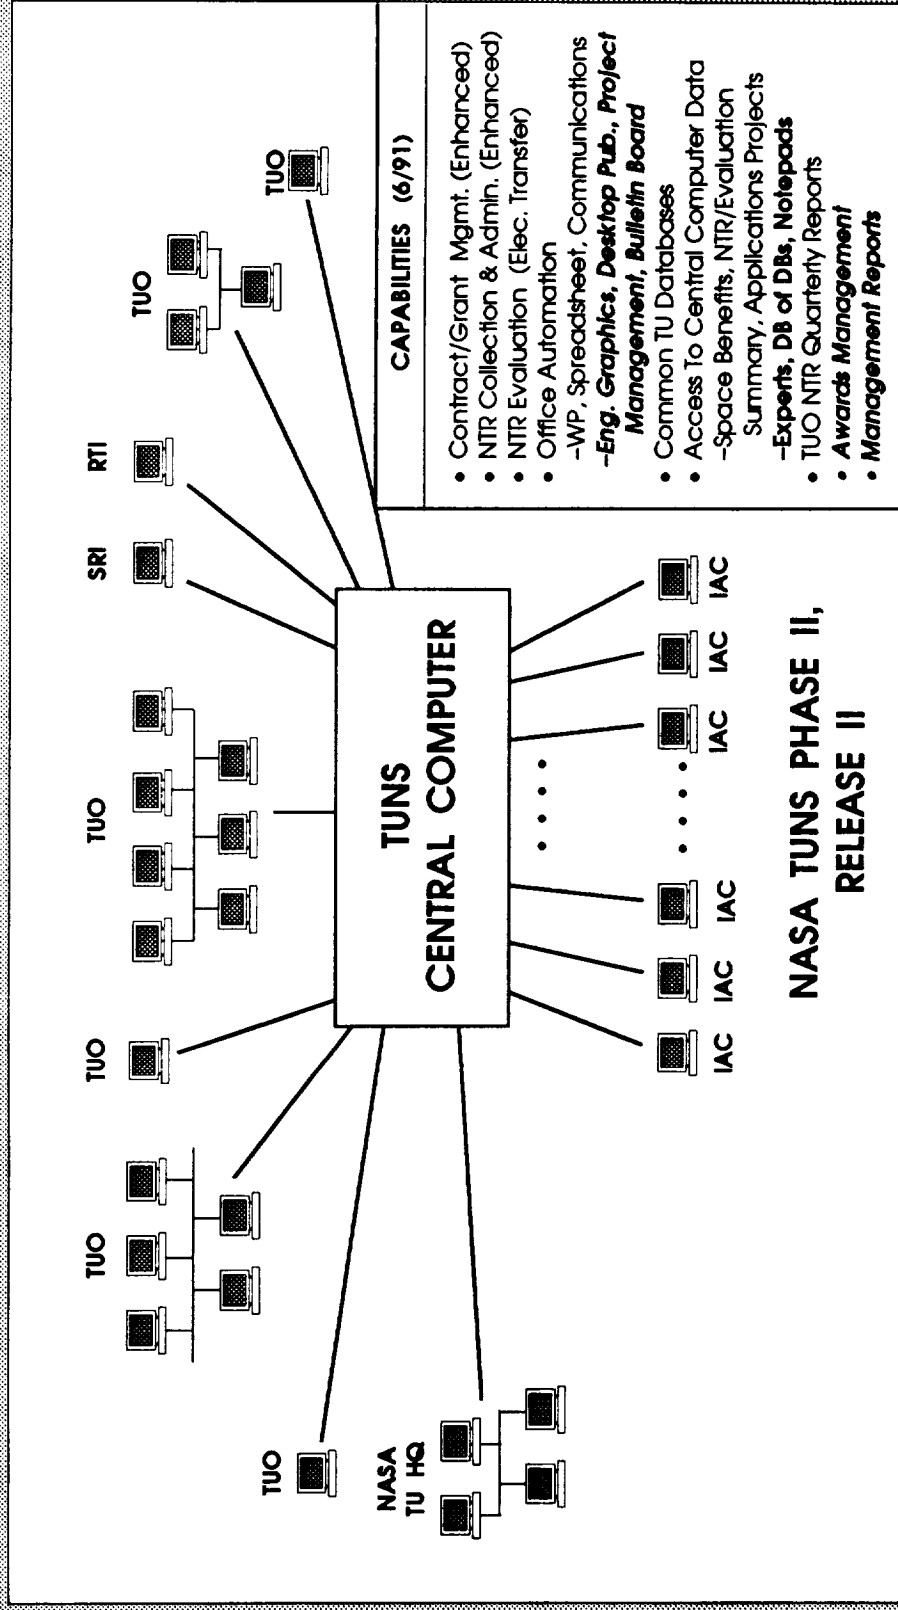 TUO
TUO
TUO
SRI
RTI
TUO
TUO
NASA
TU HQ
TUNS
CENTRAL COMPUTER
CAPABILITIES (6/91)
• Contract/Grant Mgmt. (Enhanced)
• NTR Collection & Admin. (Enhanced)
• NTR Evaluation (Elec. Transfer)
• Office Automation
-WP, Spreadsheet, Communications
-Eng. Graphics, Desktop Pub., Project
Management, Bulletin Board
• Common TU Databases
• Access To Central Computer Data
-Space Benefits, NTR/Evaluation
Summary, Applications Projects
-Experts, DB of DBs, Notepads
• TUO NTR Quarterly Reports
• Awards Management
• Management Reports
• • • •
• • • •
IAC
IAC
IAC
IAC
IAC
IAC
NASA TUNS PHASE II,
RELEASE II
TUO